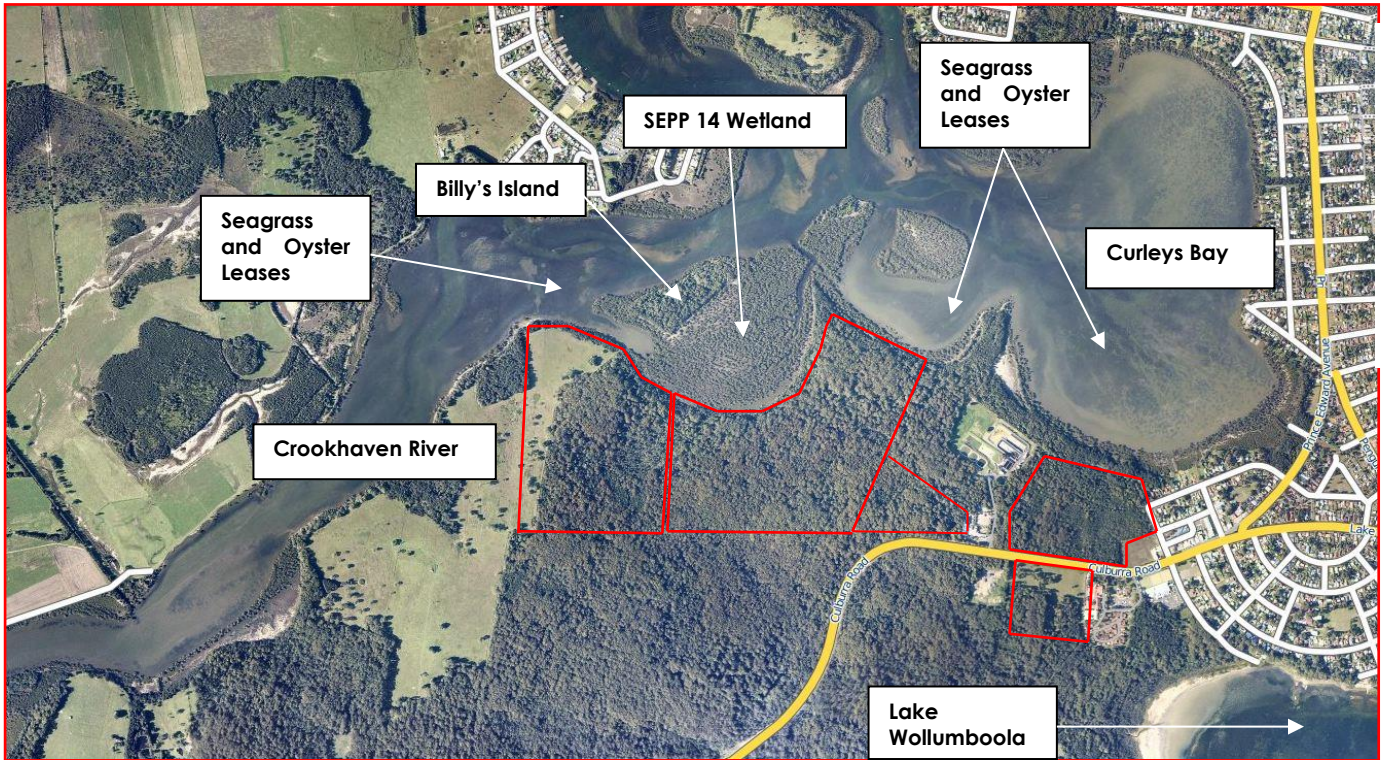 Seagrass
and Oyster
Leases
SEPP 14 Wetland
Billy's Island
Seagrass
and Oyster
Leases
Curleys Bay
Crookhaven River
Prince Edward Avenue
Culburra Road
Culburra Road
Lake
Lake
Wollumboola